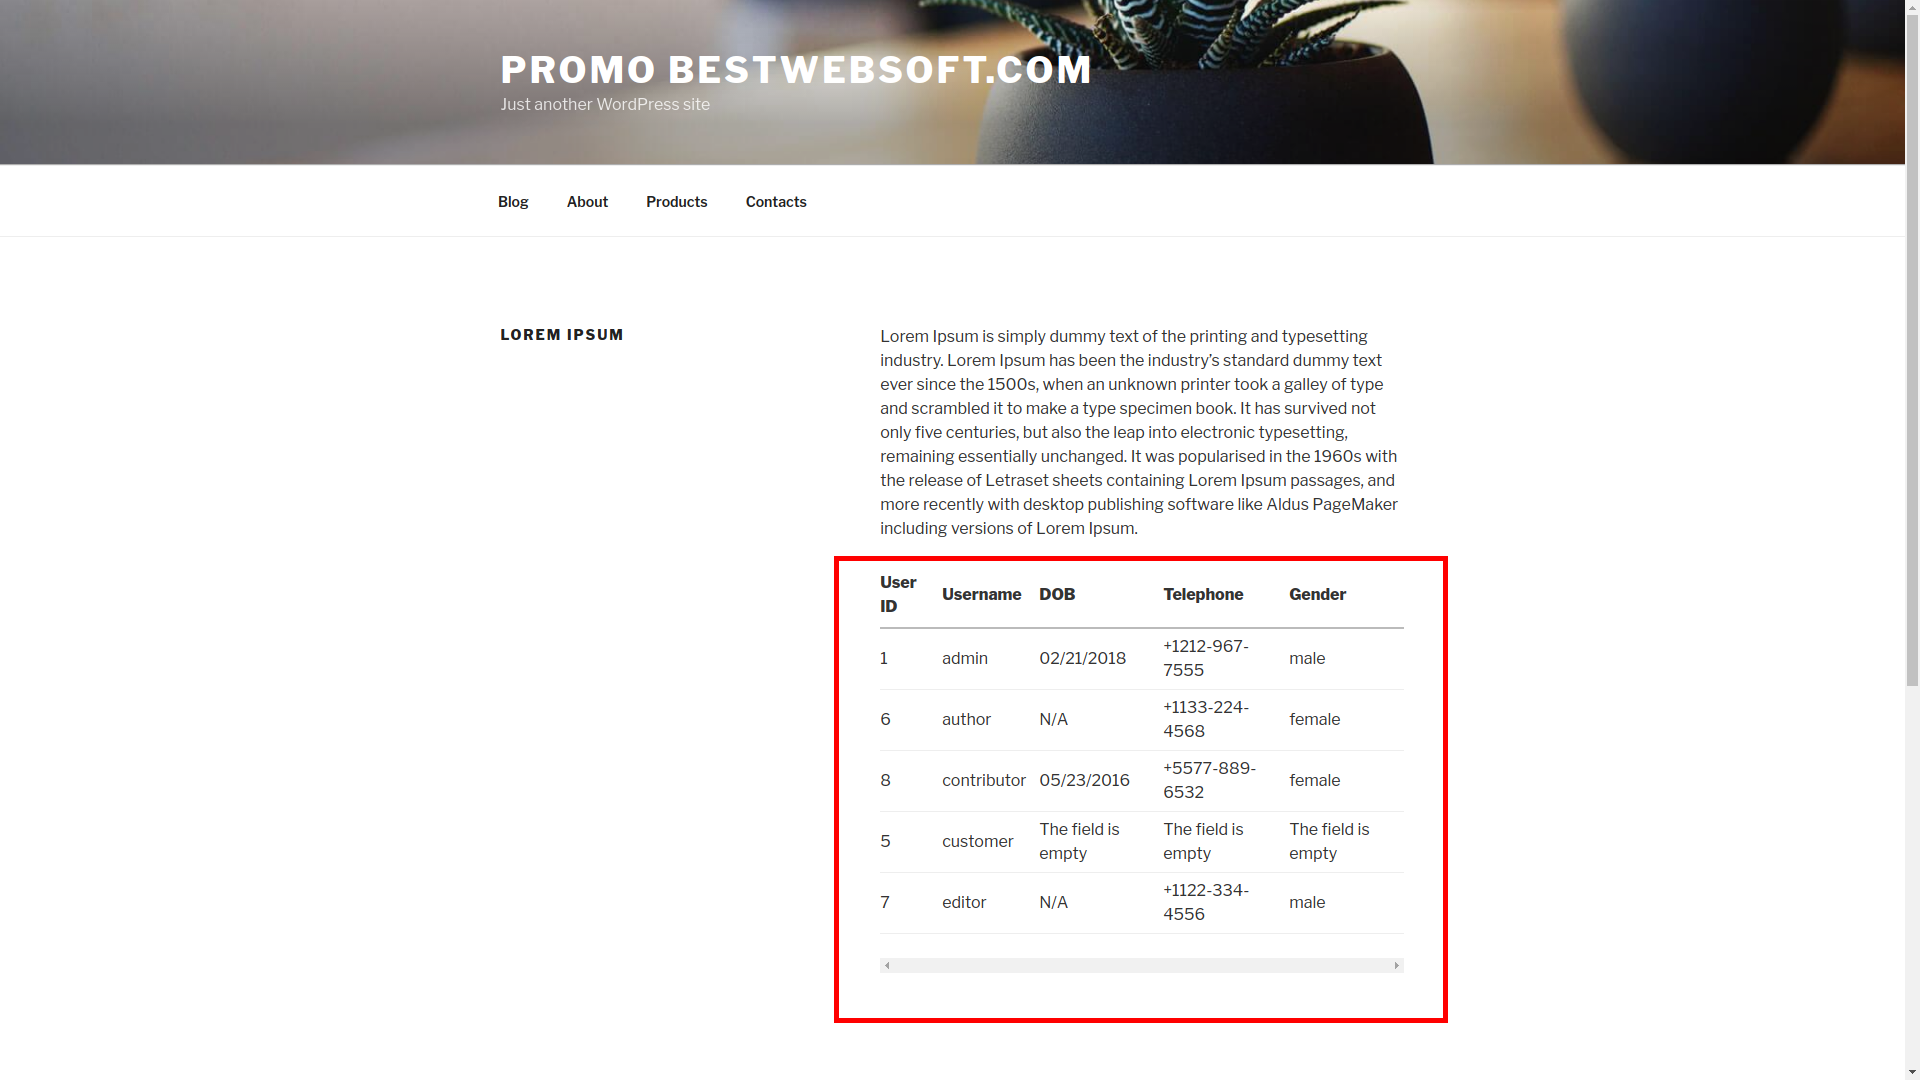 PROMO BESTWEBSOFT.COM
Just another WordPress site
Blog About Products Contacts
LOREM IPSUM
Lorem Ipsum is simply dummy text of the printing and typesetting
industry. Lorem Ipsum has been the industry’s standard dummy text
ever since the 1500s, when an unknown printer took a galley of type
and scrambled it to make a type specimen book. It has survived not
only five centuries, but also the leap into electronic typesetting,
remaining essentially unchanged. It was popularised in the 1960s with
the release of Letraset sheets containing Lorem Ipsum passages, and
more recently with desktop publishing software like Aldus PageMaker
including versions of Lorem Ipsum.
User ID Username DOB Telephone Gender
1 admin 02/21/2018 +1212-967-7555 male
6 author N/A +1133-224-4568 female
8 contributor 05/23/2016 +5577-889-6532 female
5 customer The field is empty The field is empty The field is empty
7 editor N/A +1122-334-4556 male